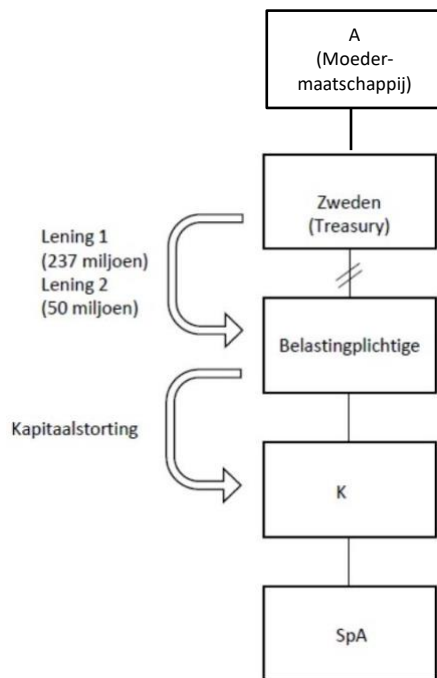 A
(Moeder-
maatschappij)
Zweden
(Treasury)
Lening 1
(237 miljoen)
Lening 2
(50 miljoen)
Belastingplichtige
Kapitaalstorting
K
SpA